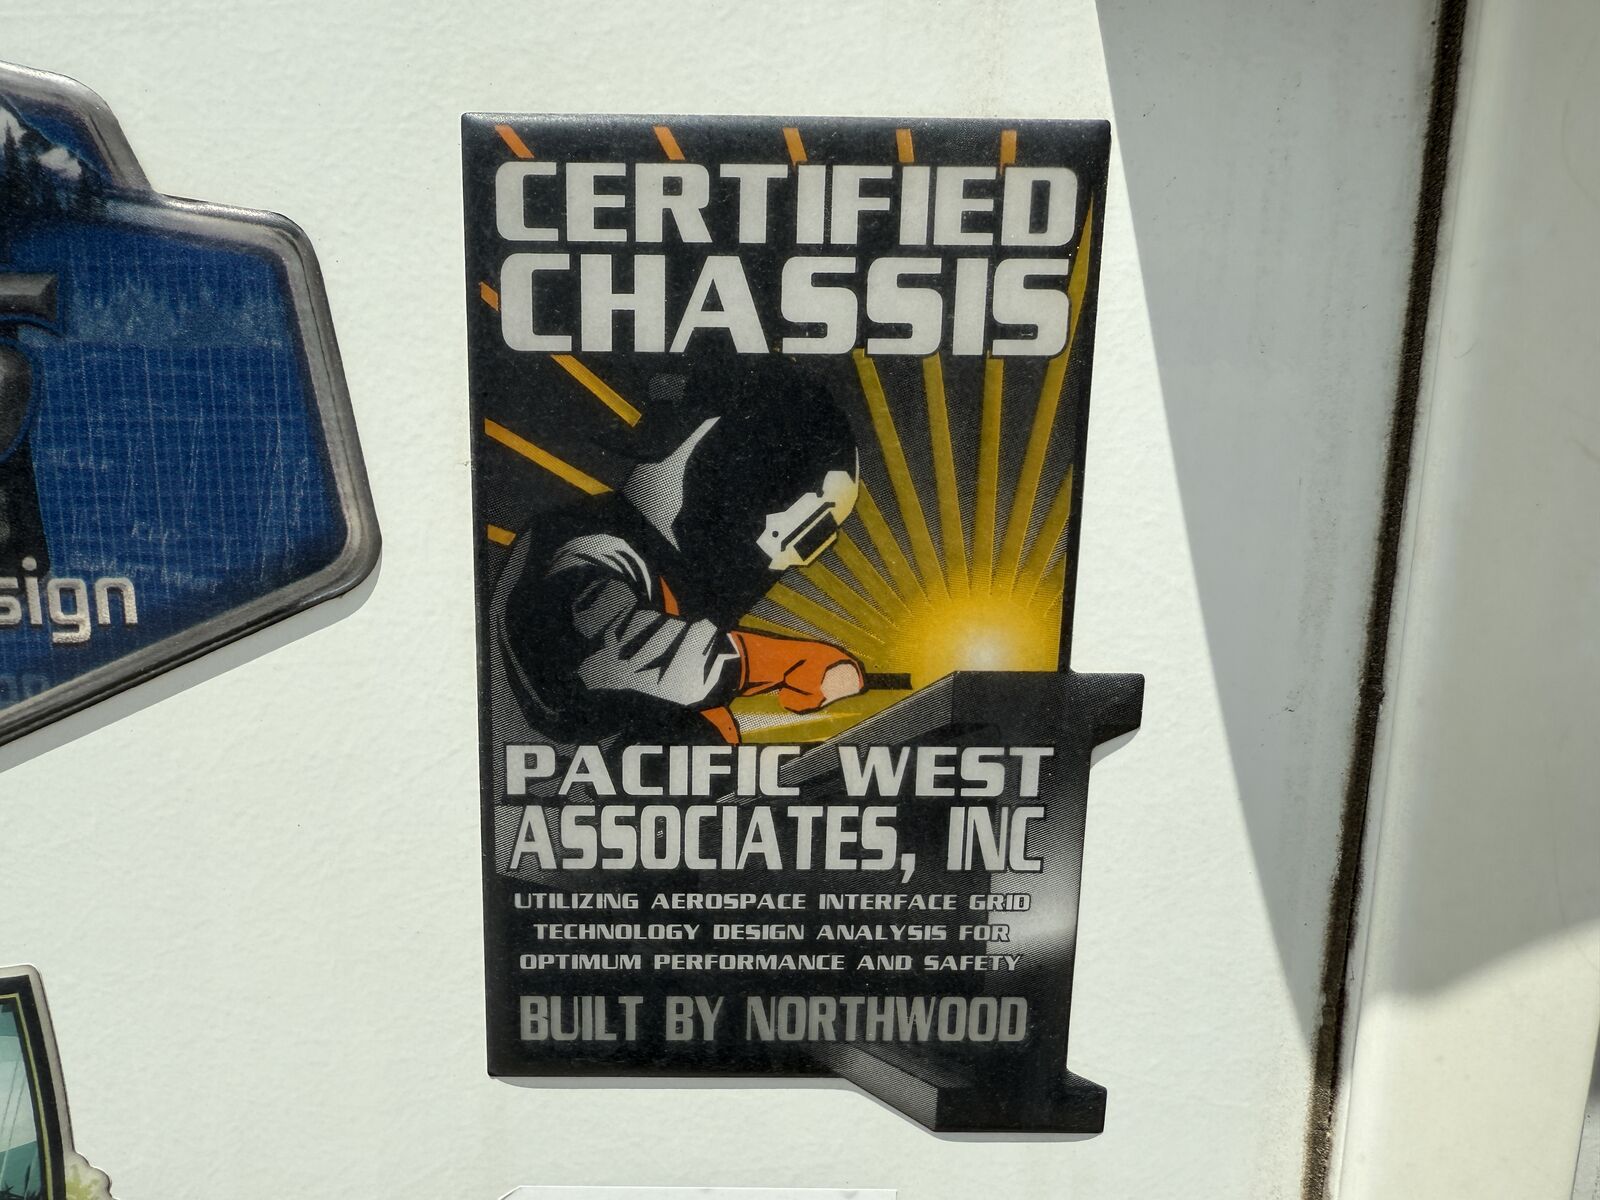 CERTIFIED
CHASSIS
sign
PACIFIC WEST
ASSOCIATES, INC
UTILIZING AEROSPACE INTERFACE GRID
TECHNOLOGY DESIGN ANALYSIS FOR
OPTIMUM PERFORMANCE AND SAFETY
BUILT BY NORTHWOOD